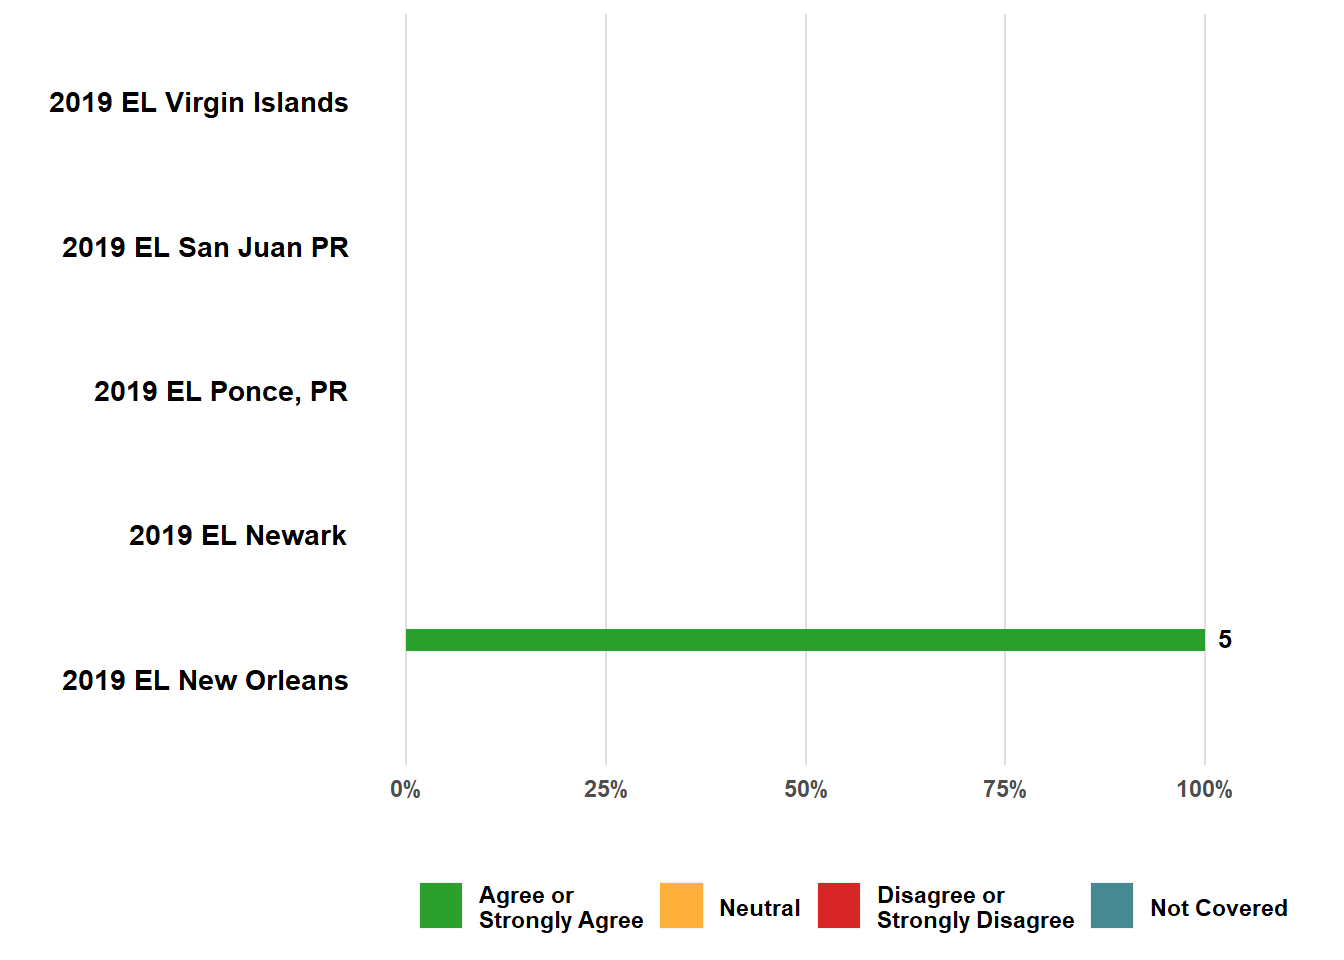 2019 EL Virgin Islands
2019 EL San Juan PR
2019 EL Ponce, PR
2019 EL Newark
5
2019 EL New Orleans
0%
25%
50%
75%
100%
Agree or
Strongly Agree
Neutral
Disagree or
Strongly Disagree
Not Covered